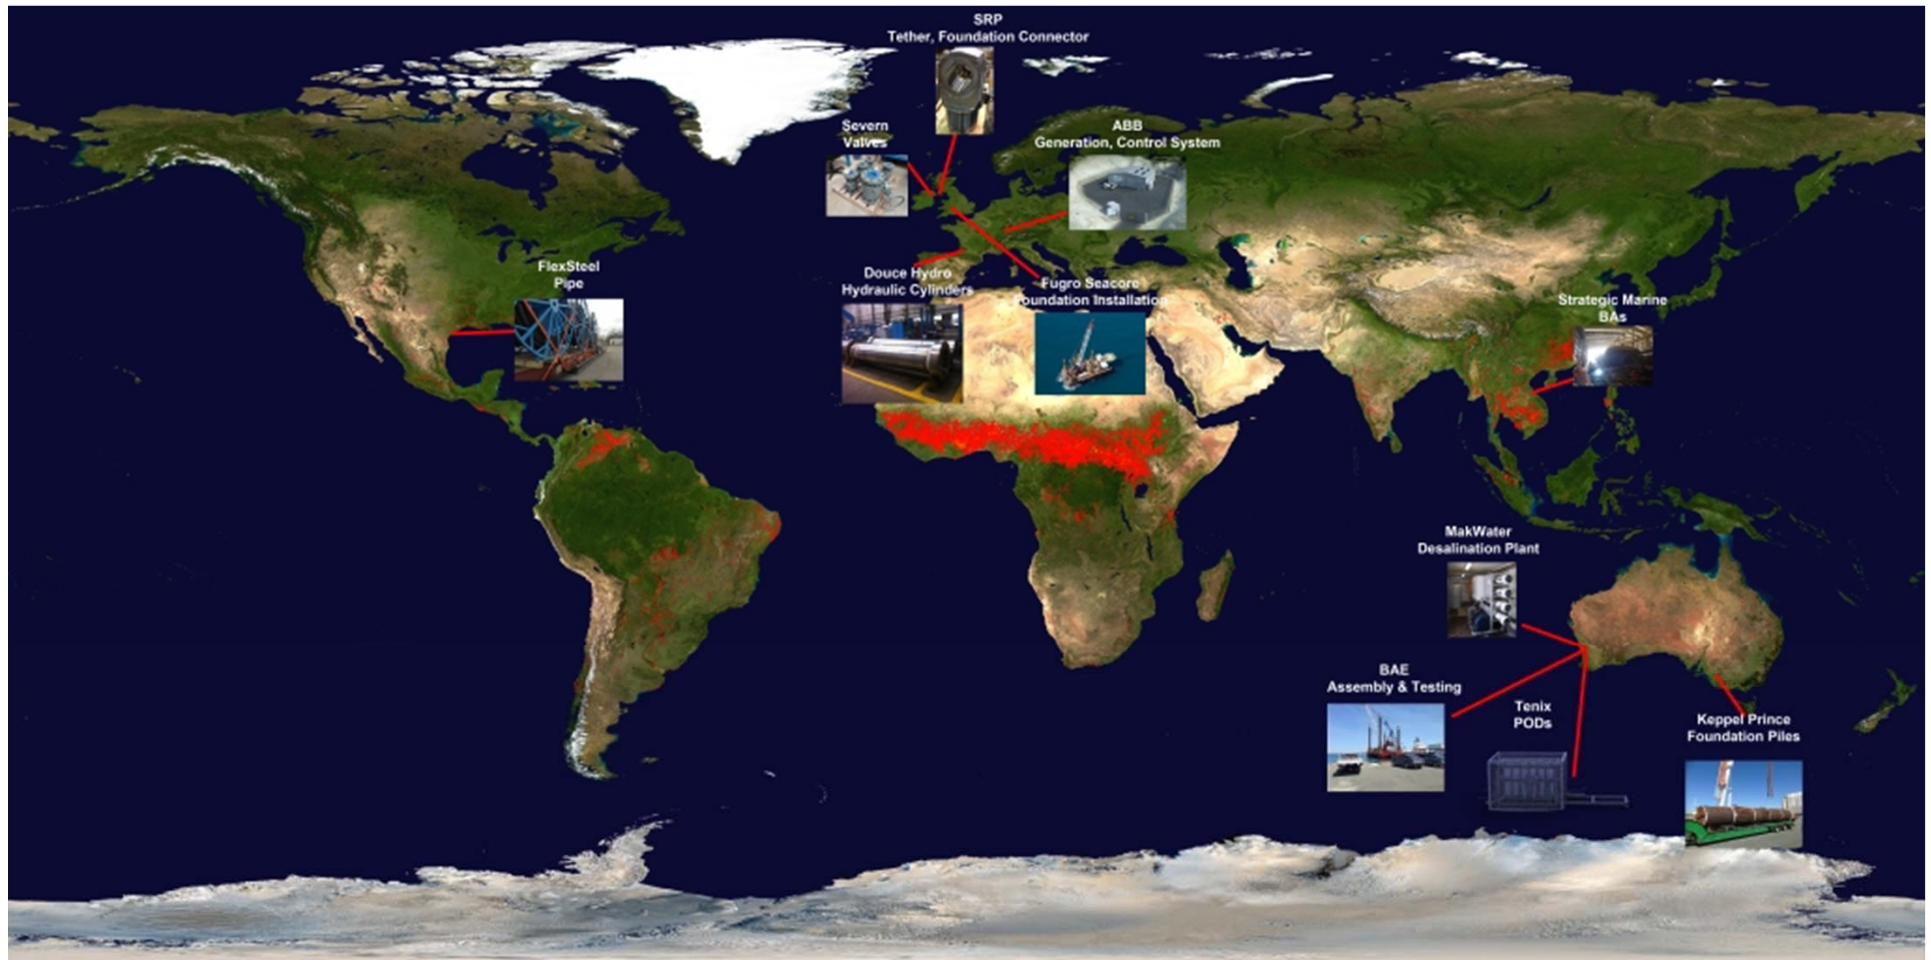 SRP
Tether, Foundation Connector
Severn
Valves
ABB
Generation, Control System
FlexSteel
Pipe
Douce Hydro
Hydraulic Cylinders
Fugro Seacore
Foundation Installation
Strategic Marine
BAs
MakWater
Desalination Plant
BAE
Assembly & Testing
Tenix
PODs
Keppel Prince
Foundation Piles